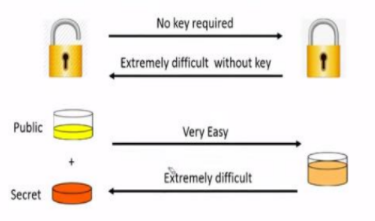 No key required
Extremely difficult without key
Public
Very Easy
+
Extremely difficult
Secret